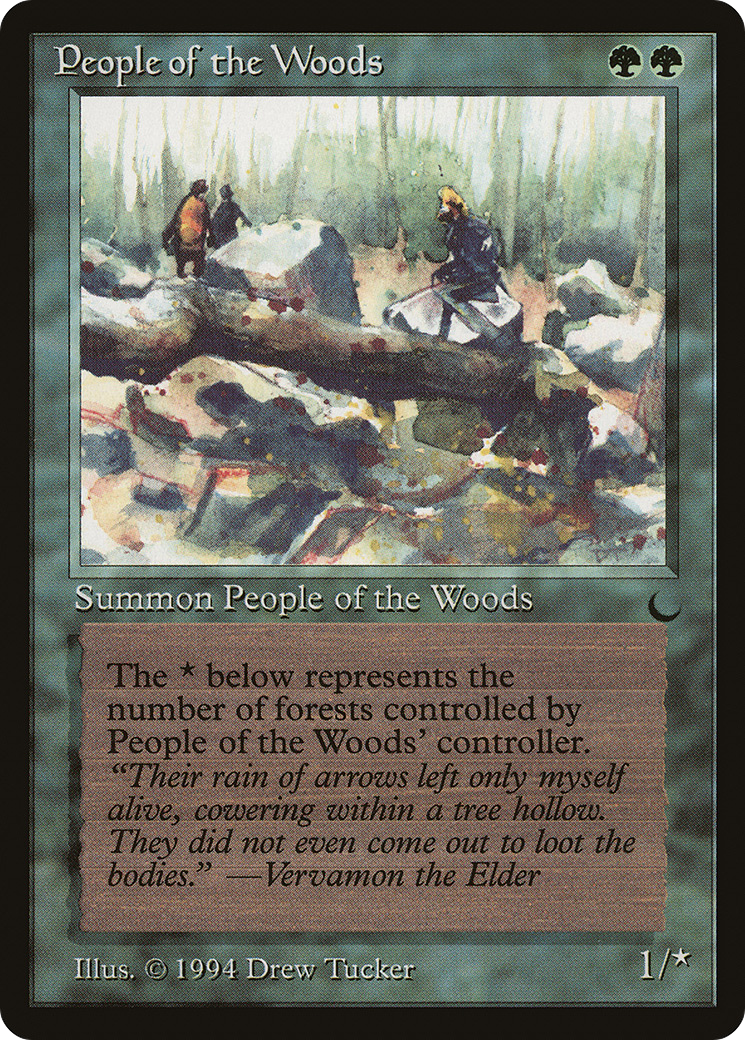 People of the Woods
Summon People of the Woods
The * below represents the
number of forests controlled by
People of the Woods’ controller.
“Their rain of arrows left only myself
alive, cowering within a tree hollow.
They did not even come out to loot the
bodies.” —Vervamon the Elder
Illus. © 1994 Drew Tucker
1/*